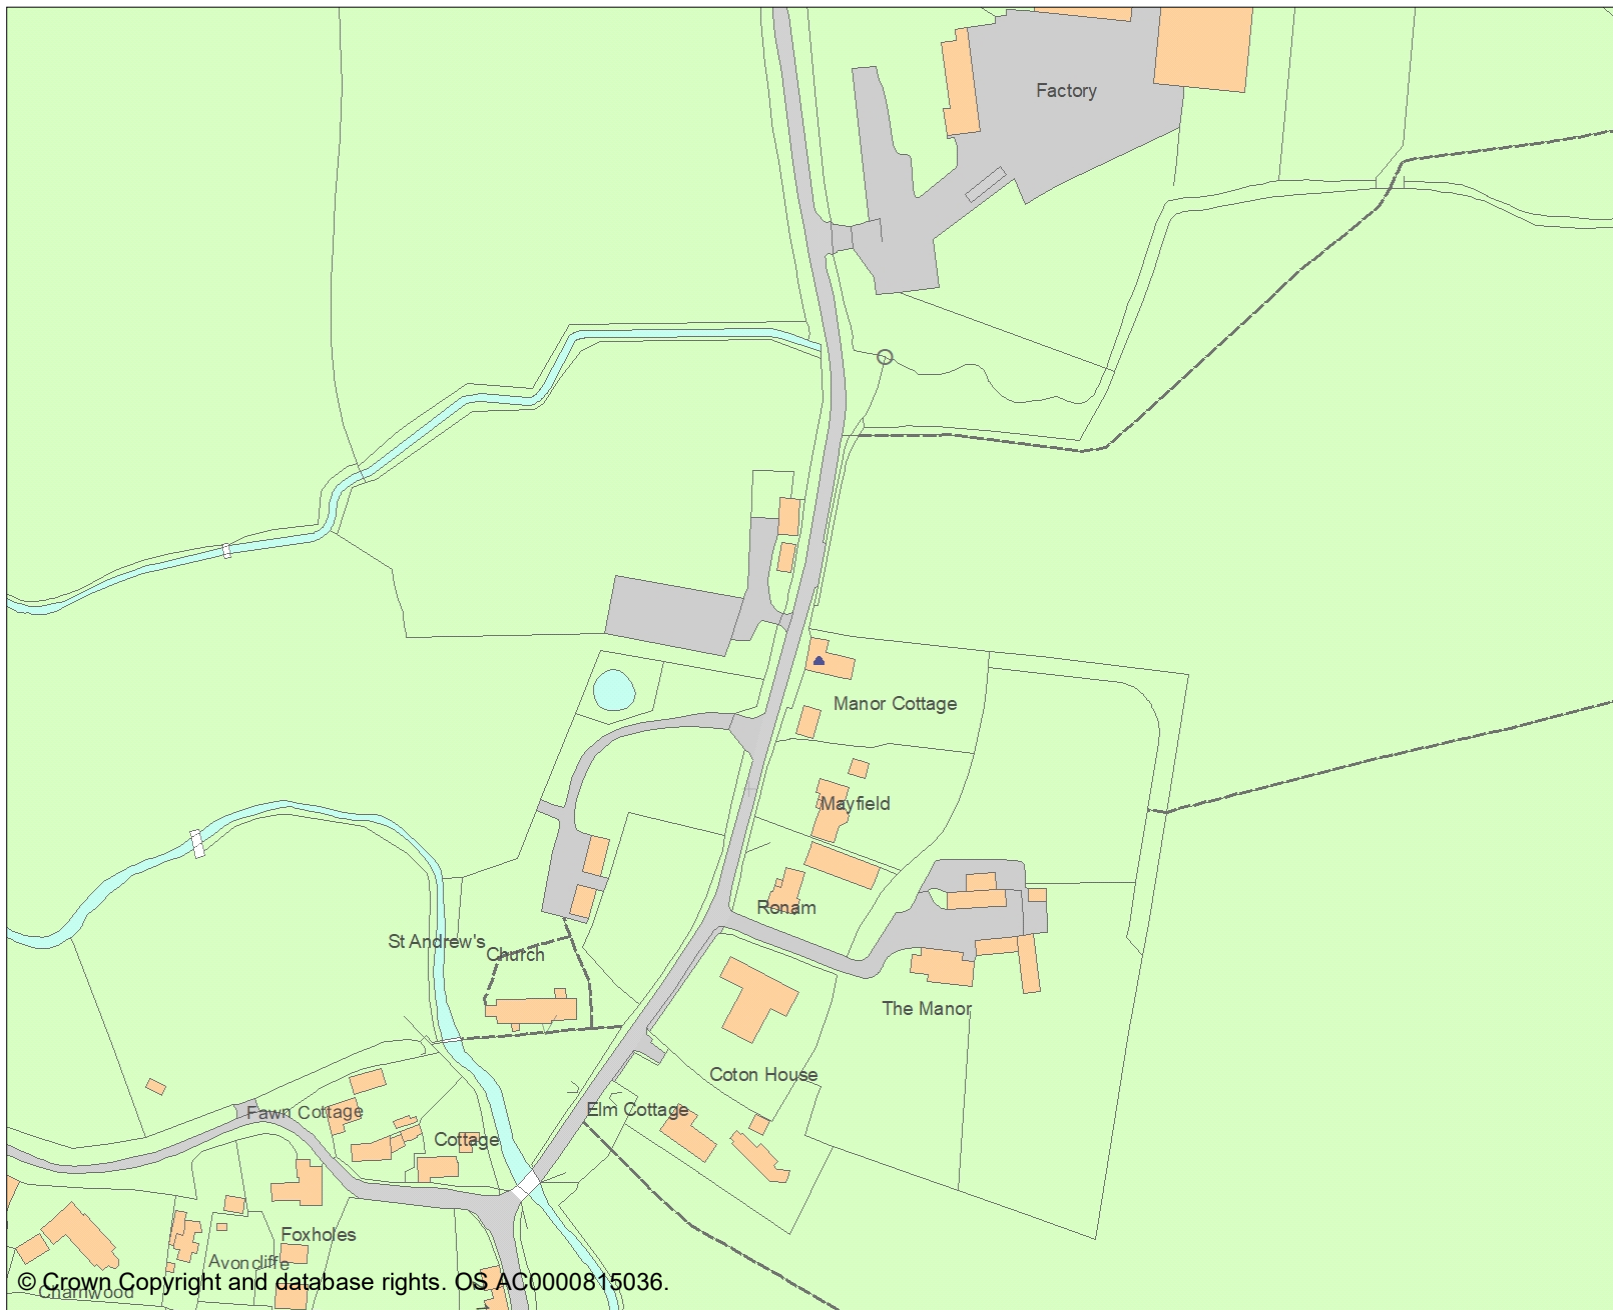 Factory
Manor Cottage
Mayfield
Ronam
St Andrew's
Church
The Manor
Coton House
Elm Cottage
Fawn Cottage
Cottage
Foxholes
Avoncliffe
© Crown Copyright and database rights. OS AC0000815036.
Charnwood